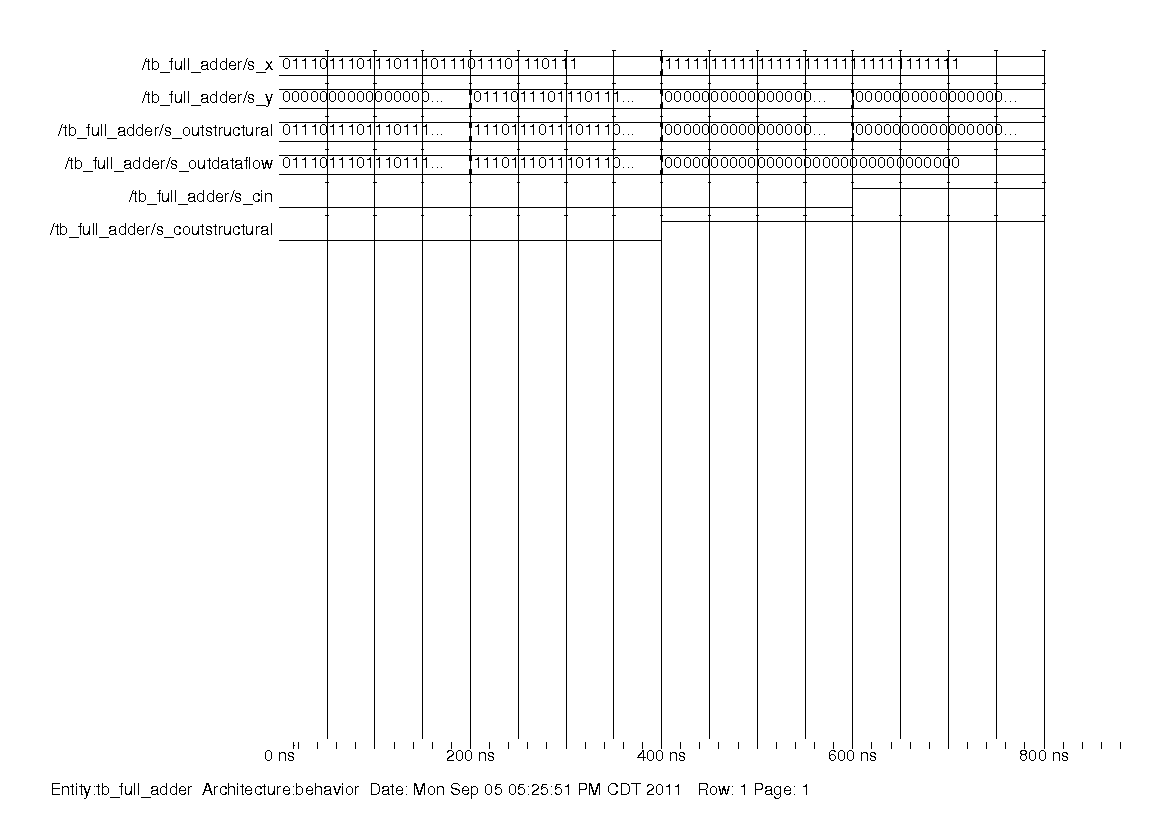 /tb_full_adder/s_x 01110111011101110111011101110111 11111111111111111111111111111111
/tb_full_adder/s_y 0000000000000000... 0111011101110111... 0000000000000000... 0000000000000000...
/tb_full_adder/s_outstructural 0111011101110111... 1110111011101110... 0000000000000000... 0000000000000000...
/tb_full_adder/s_outdataflow 0111011101110111... 1110111011101110... 00000000000000000000000000000000
/tb_full_adder/s_cin
/tb_full_adder/s_coutstructural
0 ns 200 ns 400 ns 600 ns 800 ns
Entity:tb_full_adder Architecture:behavior Date: Mon Sep 05 05:25:51 PM CDT 2011 Row: 1 Page: 1